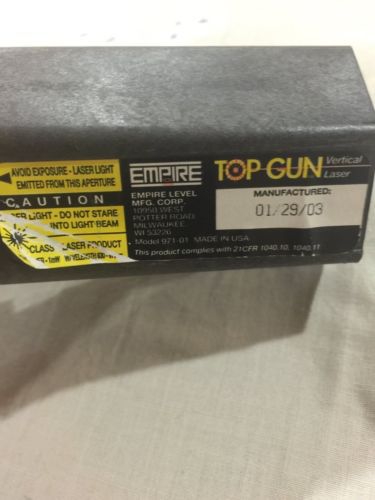 AVOID EXPOSURE - LASER LIGHT
EMITTED FROM THIS APERTURE
CAUTION
LIGHT - DO NOT STARE
INTO LIGHT BEAM
CLASS LASER PRODUCT
EMPIRE
EMPIRE LEVEL
MFG. CORP.
10950 WEST
POTTER ROAD
MILWAUKEE,
WI 53226
Model 971-01 MADE IN USA
This product complies with 21CFR 1040.10, 1040.11
TOP GUN Vertical
Laser
MANUFACTURED:
01/29/03